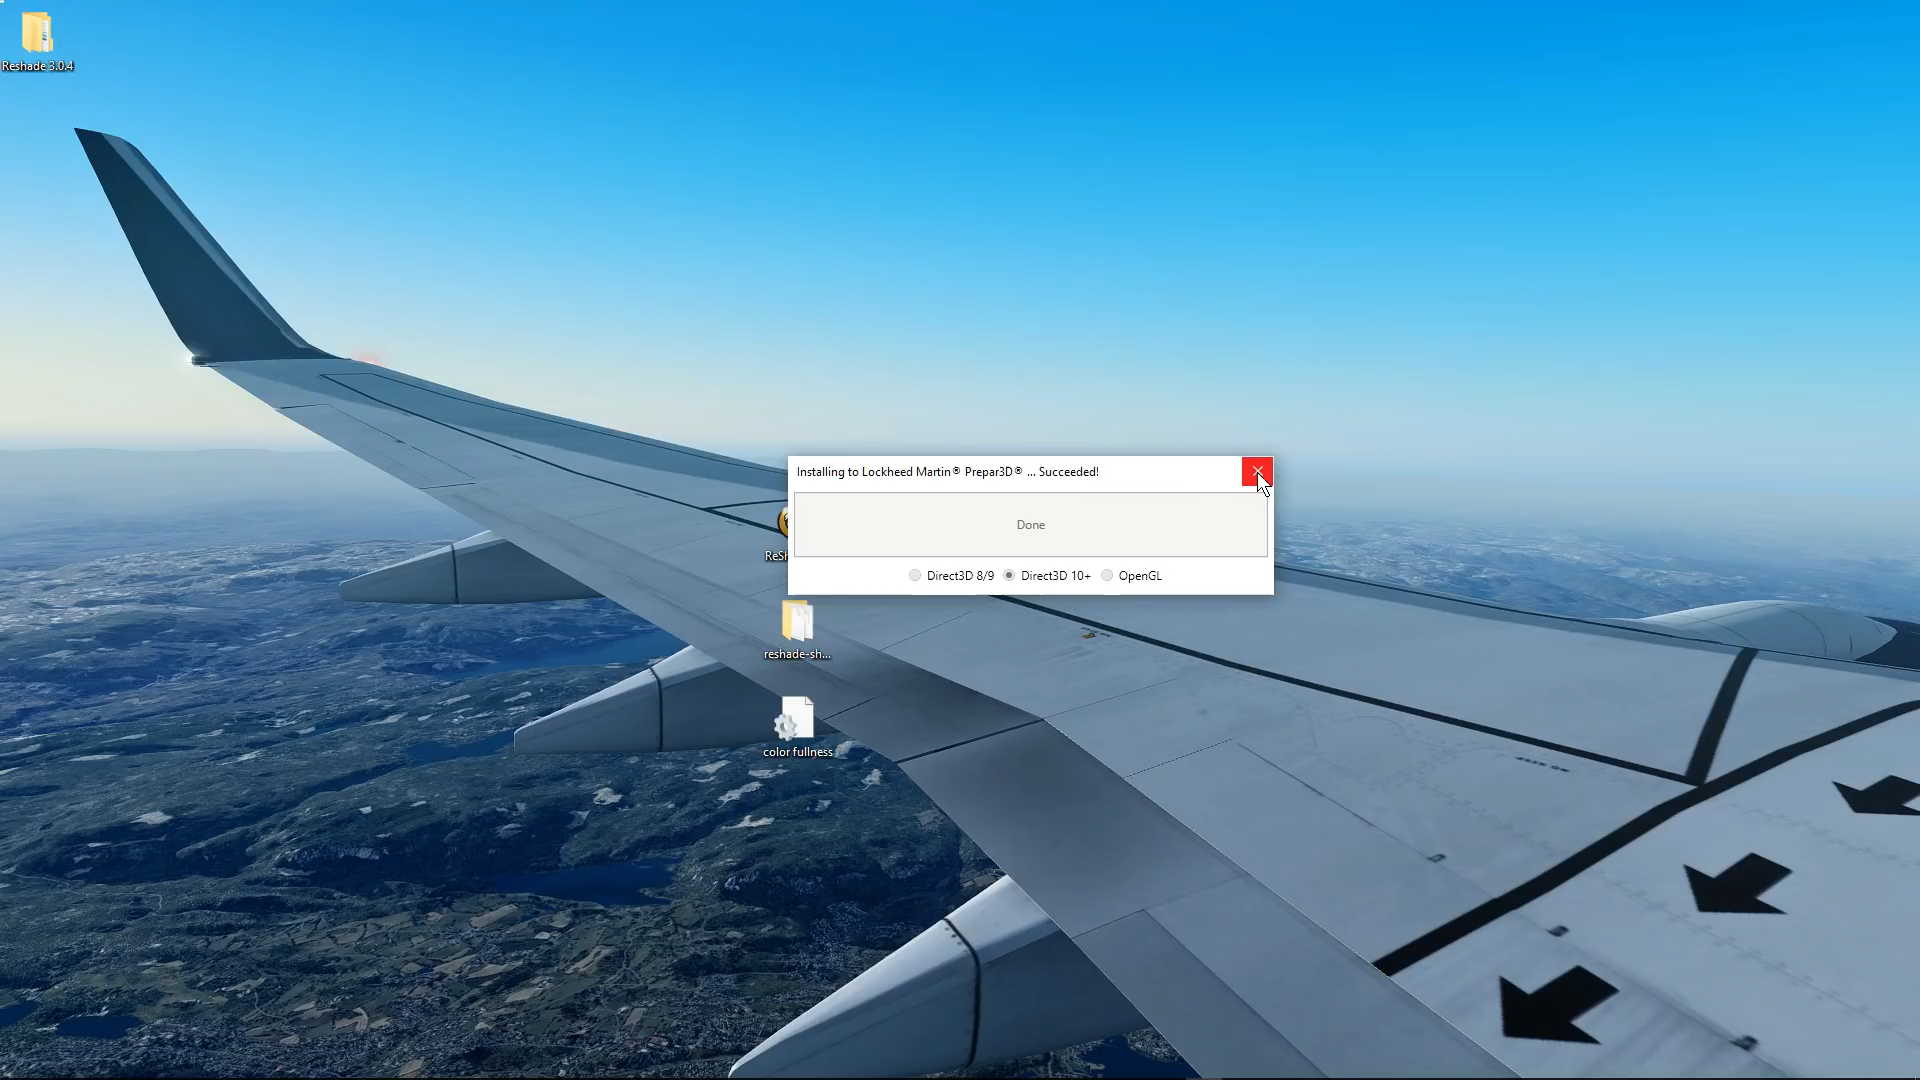 Reshade 3.0.4
Installing to Lockheed Martin® Prepar3D® ... Succeeded!
Done
ReSh
Direct3D 8/9
Direct3D 10+
OpenGL
reshade-sh...
color fullness